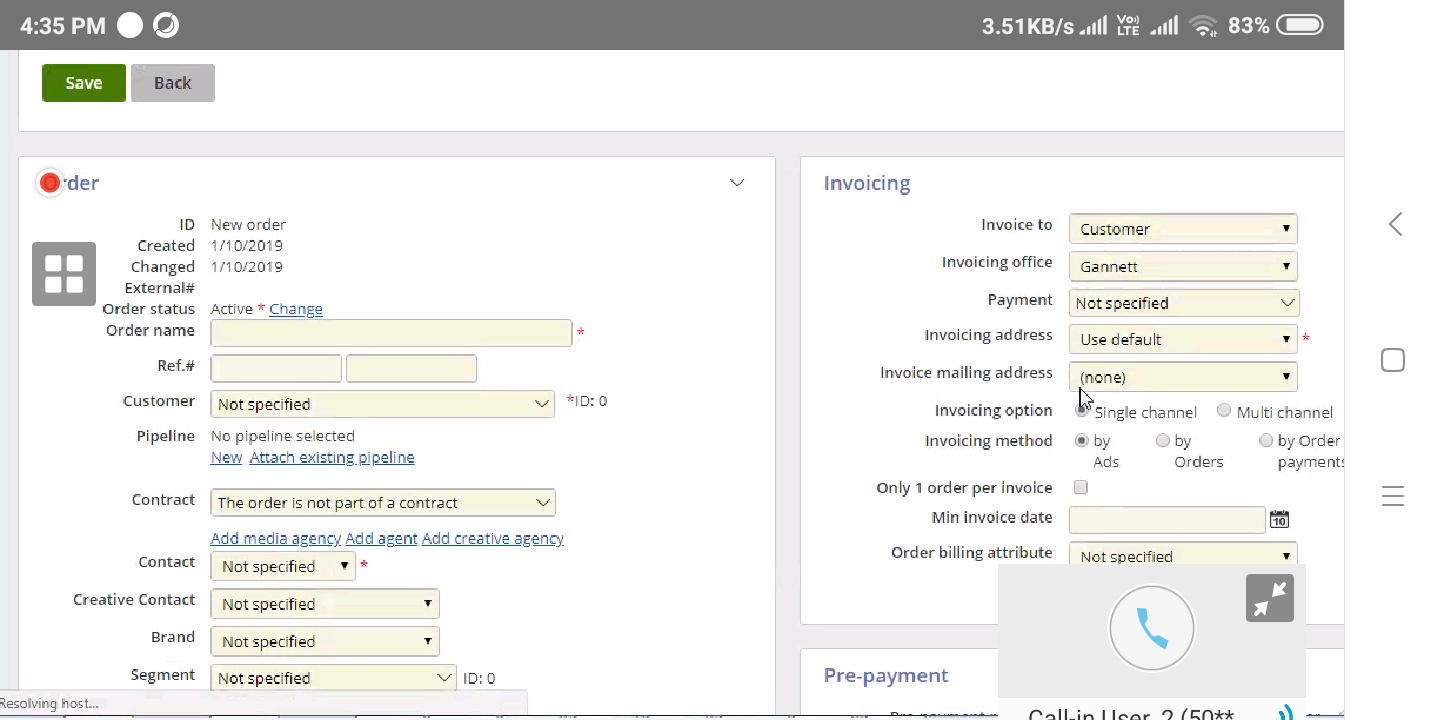 4:35 PM
3.51KB/s Vo) LTE 83%
Save Back
der
ID New order
Created 1/10/2019
Changed 1/10/2019
External#
Order status Active * Change
Order name *
Ref.#
Customer Not specified *ID: 0
Pipeline No pipeline selected
New Attach existing pipeline
Contract The order is not part of a contract
Add media agency Add agent Add creative agency
Contact Not specified *
Creative Contact Not specified
Brand Not specified
Segment Not specified ID: 0
Resolving host...
Invoicing
Invoice to Customer
Invoicing office Gannett
Payment Not specified
Invoicing address Use default *
Invoice mailing address (none)
Invoicing option Single channel Multi channel
Invoicing method by Ads by Orders by Order payments
Only 1 order per invoice
Min invoice date 10
Order billing attribute Not specified
Pre-payment
Call-in User 2 (50**